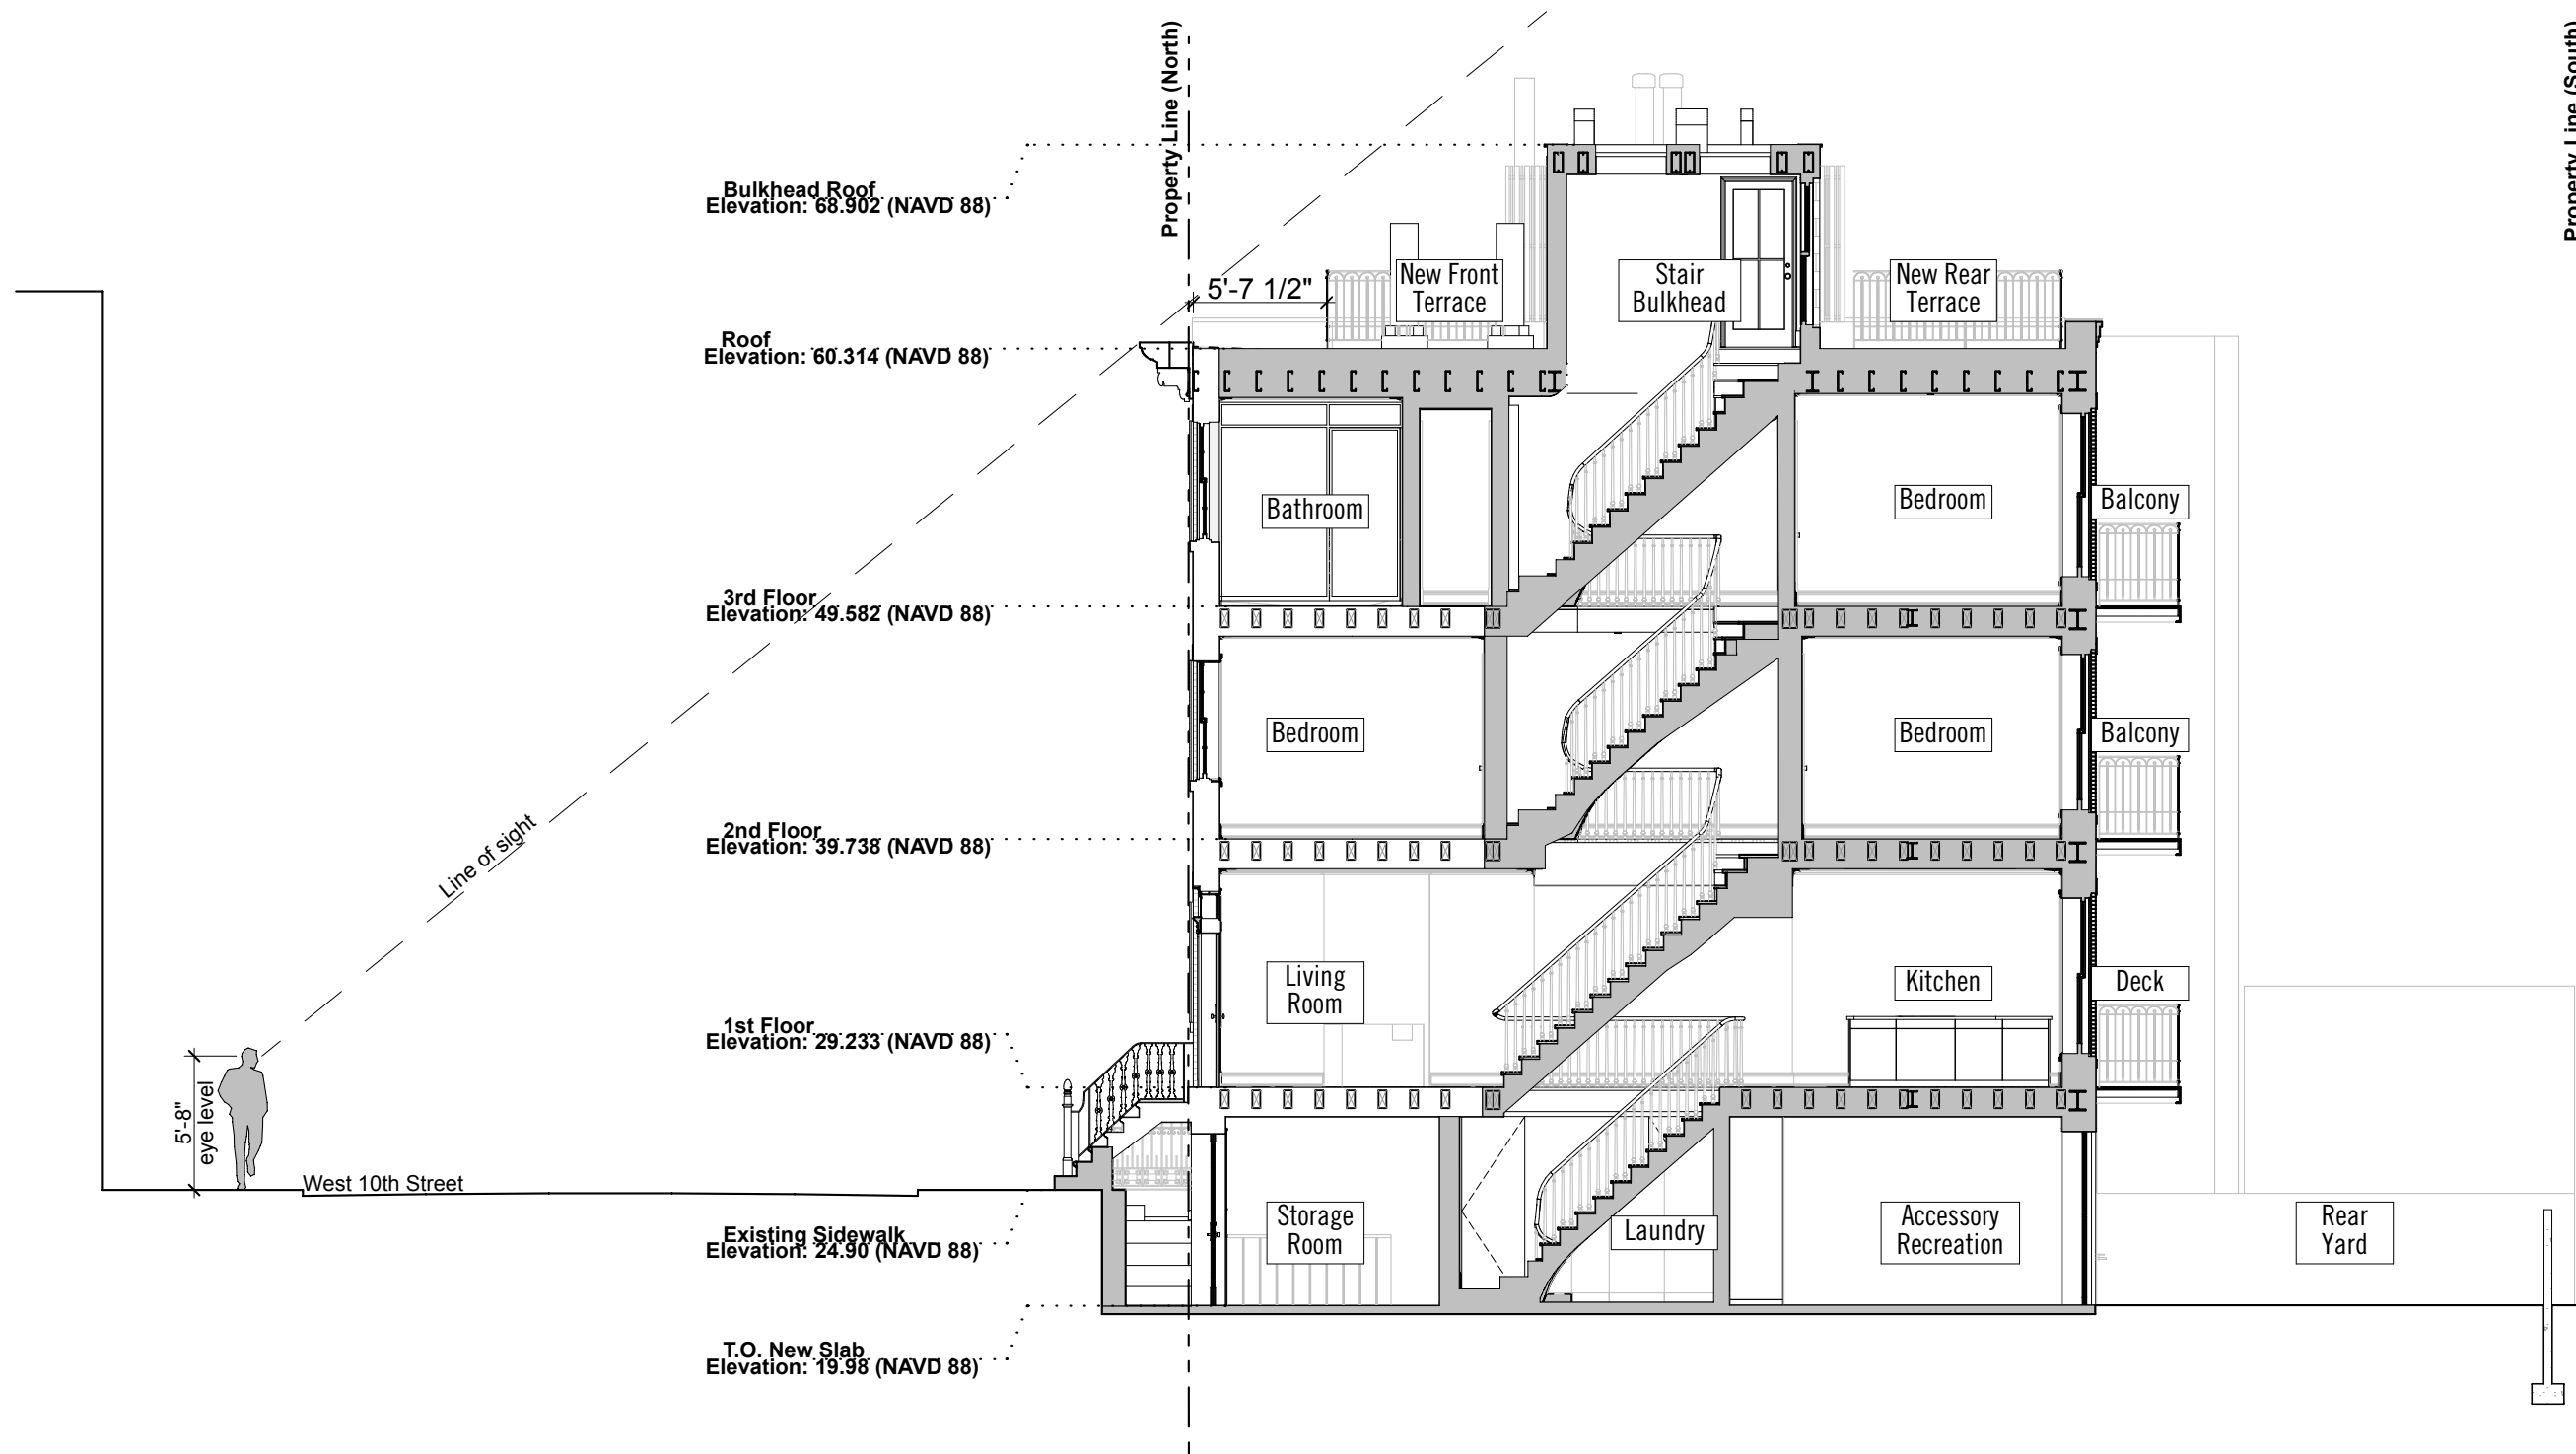 Property Line (North)
Property Line (South)
Bulkhead Roof
Elevation: 68.902 (NAVD 88)
5'-7 1/2"
New Front
Terrace
Stair
Bulkhead
New Rear
Terrace
Roof
Elevation: 60.314 (NAVD 88)
Bathroom
Bedroom
Balcony
3rd Floor
Elevation: 49.582 (NAVD 88)
Bedroom
Bedroom
Balcony
2nd Floor
Elevation: 39.738 (NAVD 88)
Line of sight
Living
Room
Kitchen
Deck
1st Floor
Elevation: 29.233 (NAVD 88)
5'-8"
eye level
West 10th Street
Existing Sidewalk
Elevation: 24.90 (NAVD 88)
Storage
Room
Laundry
Accessory
Recreation
Rear
Yard
T.O. New Slab
Elevation: 19.98 (NAVD 88)